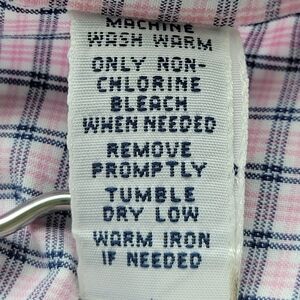 MACHINE
WASH WARM
ONLY NON-
CHLORINE
BLEACH
WHEN NEEDED
REMOVE
PROMPTLY
TUMBLE
DRY LOW
WARM IRON
IF NEEDED